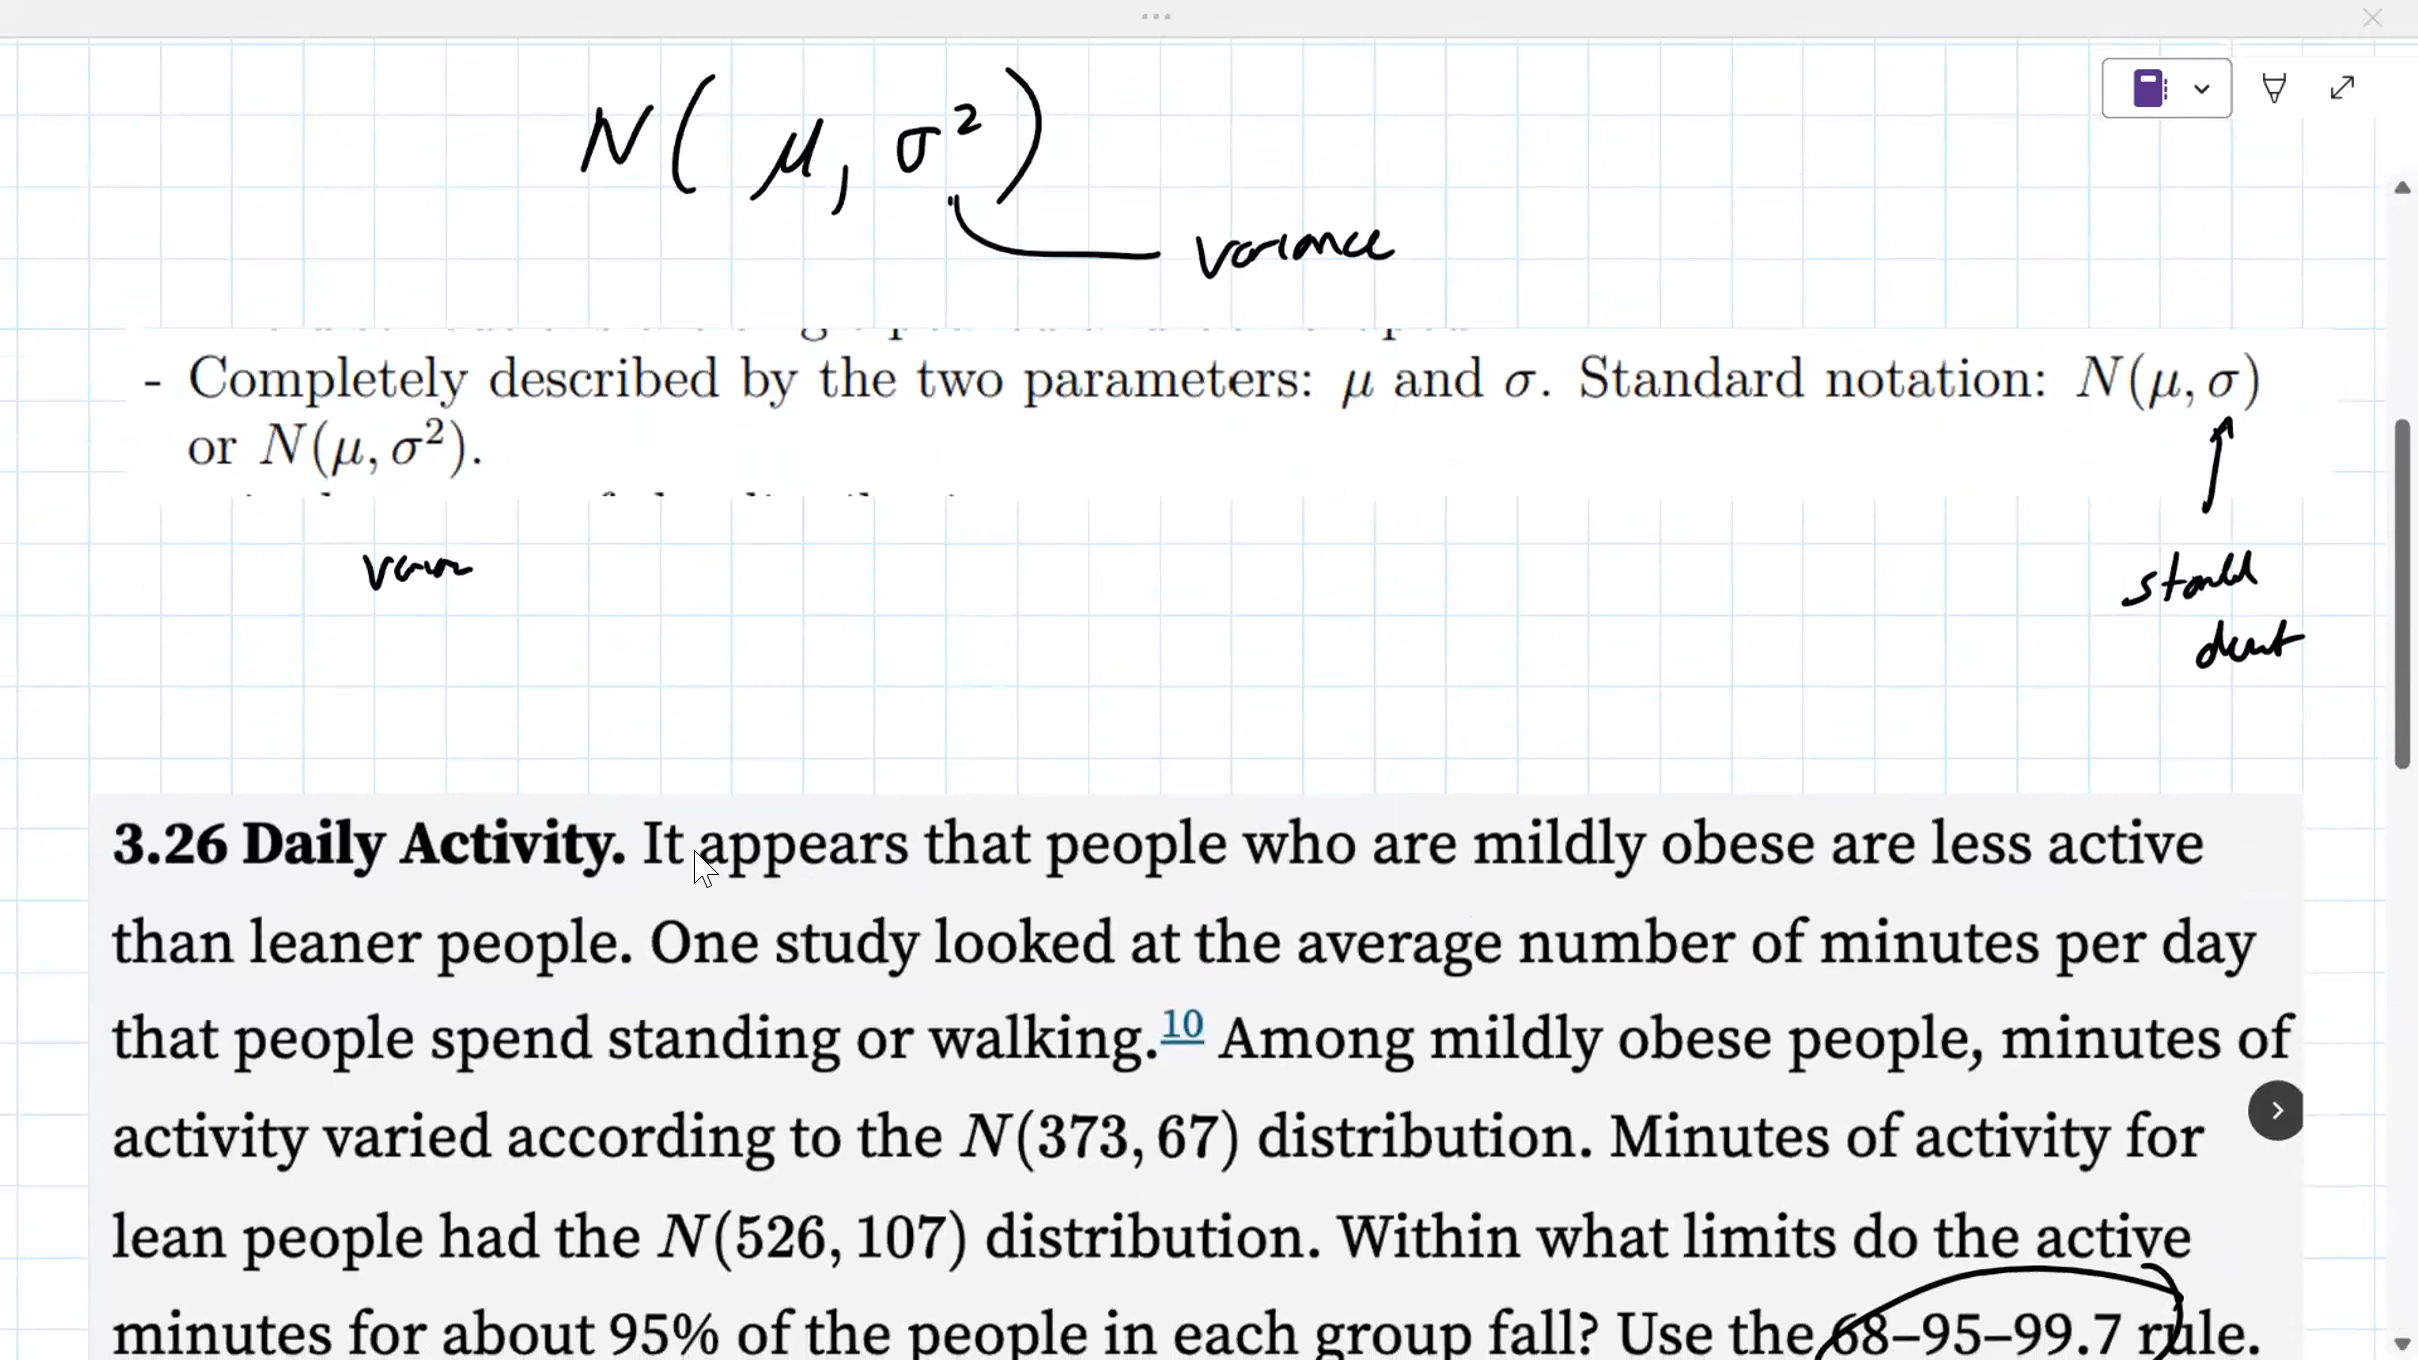 N( μ, σ²)
variance
- Completely described by the two parameters: μ and σ. Standard notation: N(μ, σ)
or N(μ, σ²).
3.26 Daily Activity. It appears that people who are mildly obese are less active
than leaner people. One study looked at the average number of minutes per day
that people spend standing or walking.10 Among mildly obese people, minutes of
activity varied according to the N(373, 67) distribution. Minutes of activity for
lean people had the N(526, 107) distribution. Within what limits do the active
minutes for about 95% of the people in each group fall? Use the 68–95–99.7 rule.